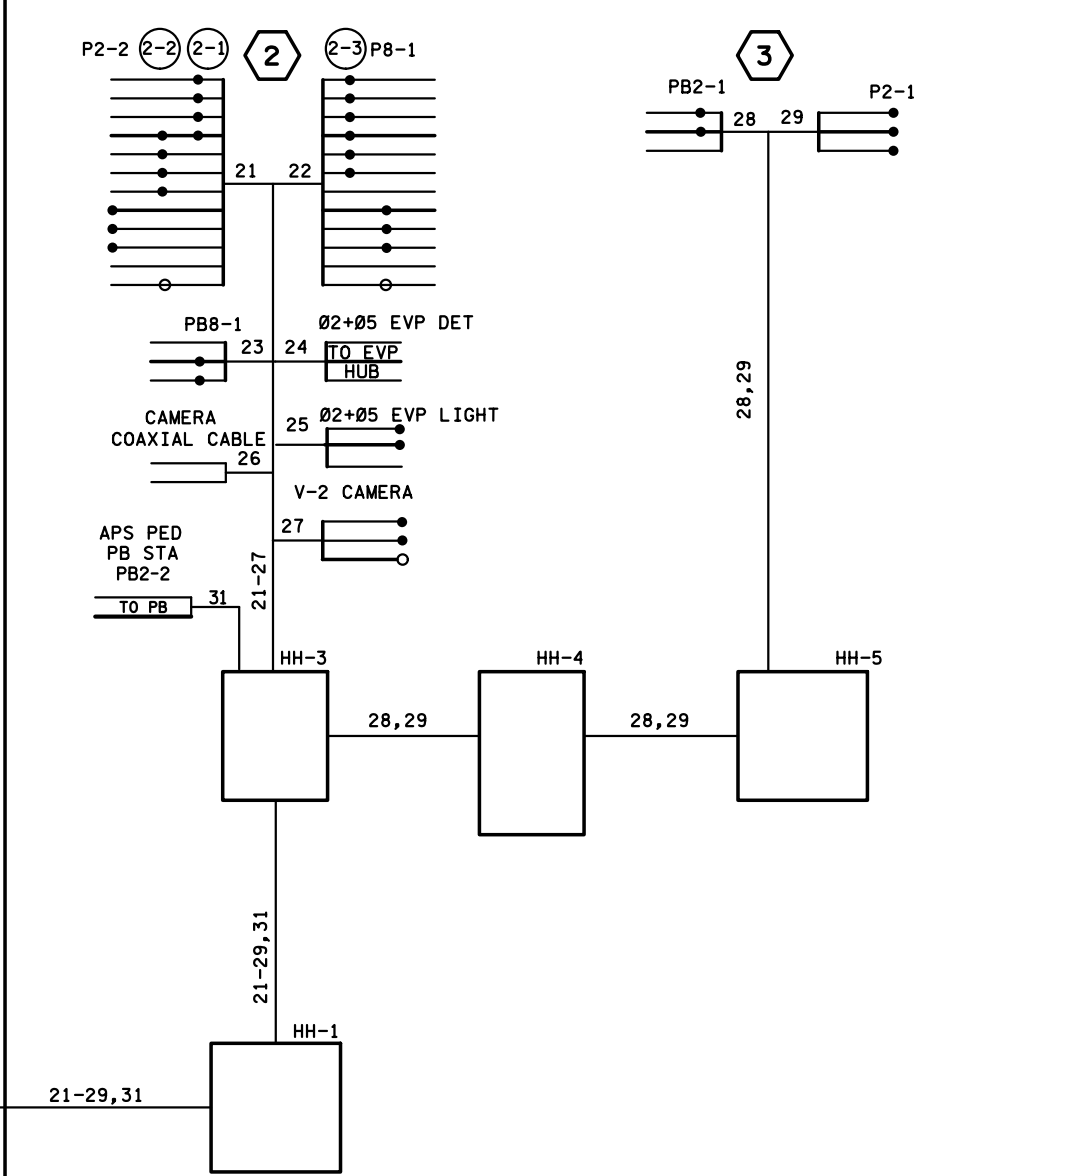 P2-2 2-2 2-1 2 2-3 P8-1
3
PB2-1
P2-1
28 29
21 22
PB8-1
Ø2+Ø5 EVP DET
23 24
TO EVP
HUB
CAMERA
COAXIAL CABLE
26
25
Ø2+Ø5 EVP LIGHT
28,29
V-2 CAMERA
27
APS PED
PB STA
PB2-2
TO PB
31
21-27
HH-3
HH-4
HH-5
28,29
28,29
21-29,31
HH-1
21-29,31